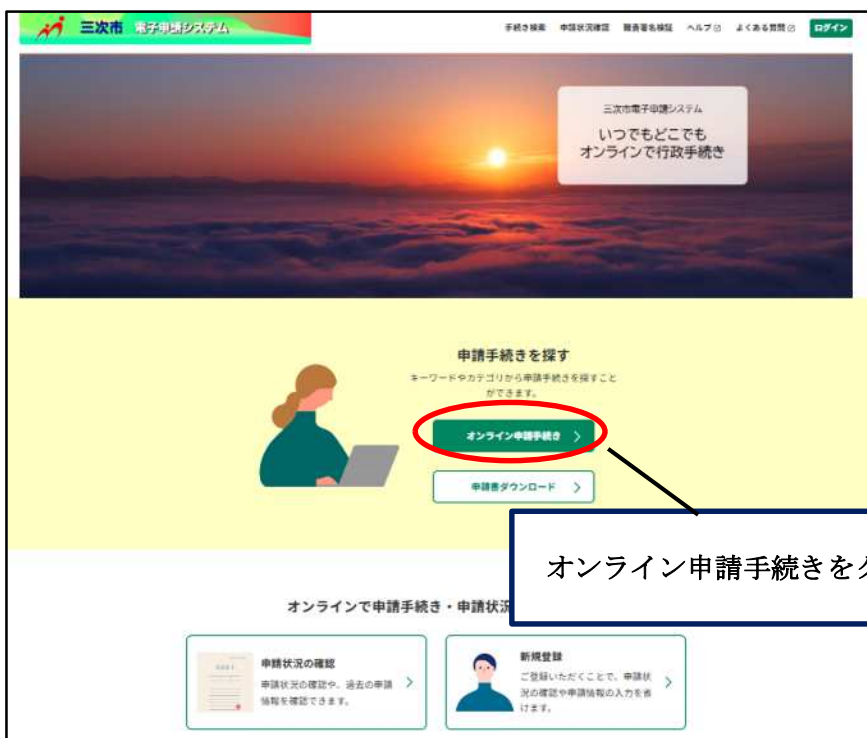 三次市 電子申請システム
手続き検索 申請状況確認 職責署名検証 ヘルプ よくある質問 ログイン
三次市電子申請システム
いつでもどこでも
オンラインで行政手続き
申請手続きを探す
キーワードやカテゴリから申請手続きを探すこと
ができます。
オンライン申請手続き
申請書ダウンロード
オンライン申請手続きを
オンラインで申請手続き・申請状況
申請状況の確認
申請状況の確認や、過去の申請
情報を確認できます。
新規登録
ご登録いただくことで、申請状
況の確認や申請情報の入力を省
けます。